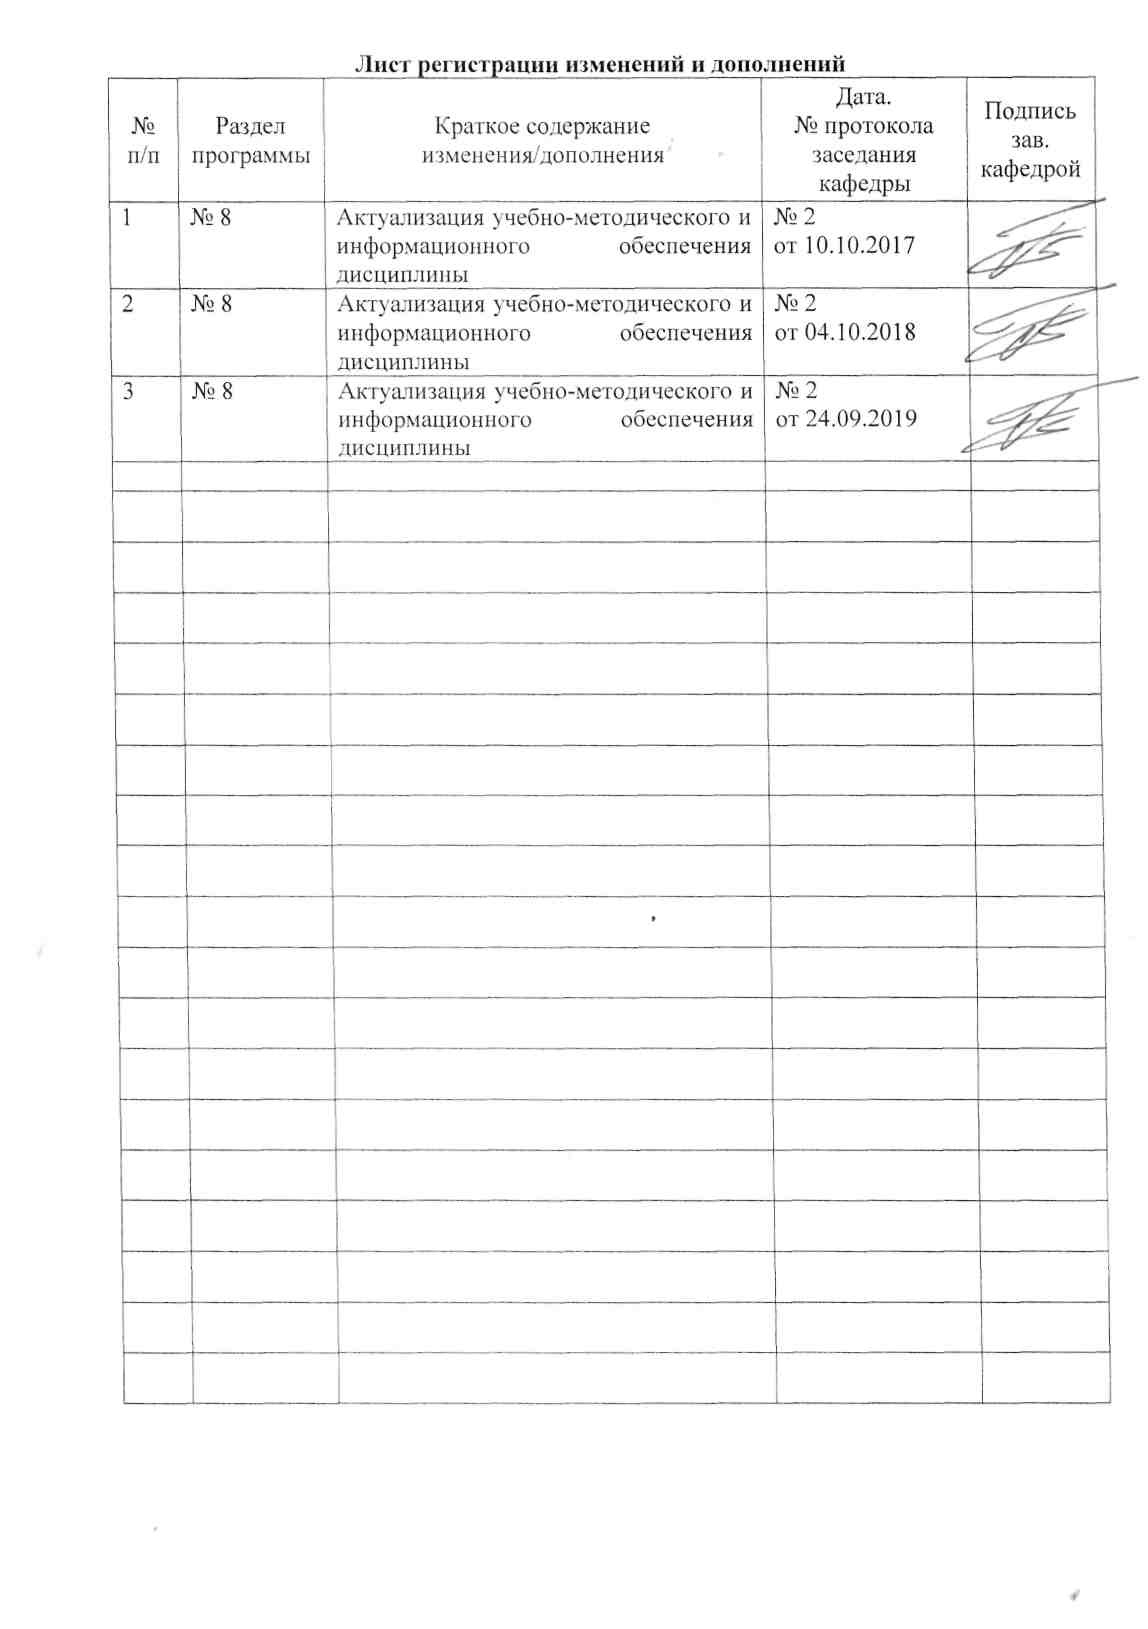 Лист регистрации изменений и дополнений
№
п/п
Раздел
программы
Краткое содержание
изменения/дополнения
Дата.
№ протокола
заседания
кафедры
Подпись
зав.
кафедрой
1
№ 8
Актуализация учебно-методического и
информационного обеспечения
дисциплины
№ 2
от 10.10.2017
2
№ 8
Актуализация учебно-методического и
информационного обеспечения
дисциплины
№ 2
от 04.10.2018
3
№ 8
Актуализация учебно-методического и
информационного обеспечения
дисциплины
№ 2
от 24.09.2019